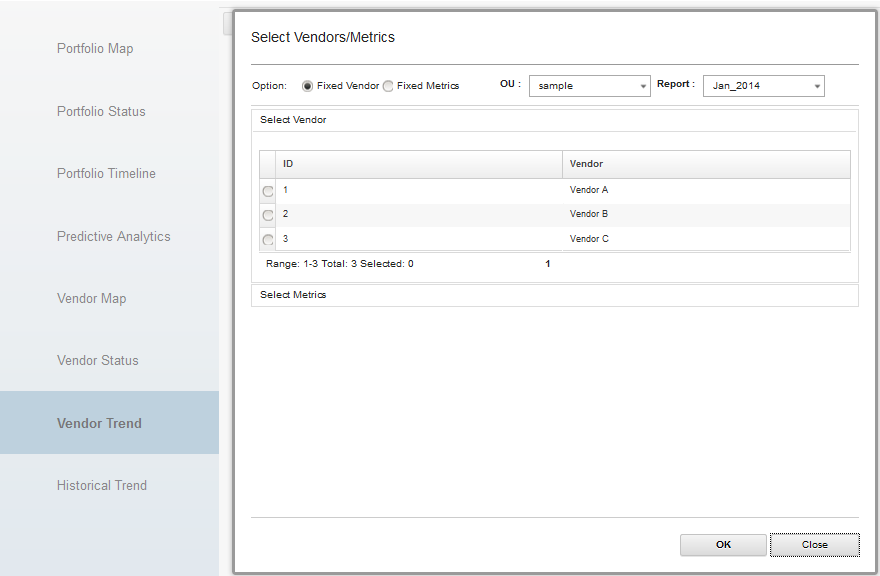 Portfolio Map
Portfolio Status
Portfolio Timeline
Predictive Analytics
Vendor Map
Vendor Status
Vendor Trend
Historical Trend
Select Vendors/Metrics
Option: Fixed Vendor Fixed Metrics OU : sample Report : Jan_2014
Select Vendor
ID Vendor
1 Vendor A
2 Vendor B
3 Vendor C
Range: 1-3 Total: 3 Selected: 0 1
Select Metrics
OK Close